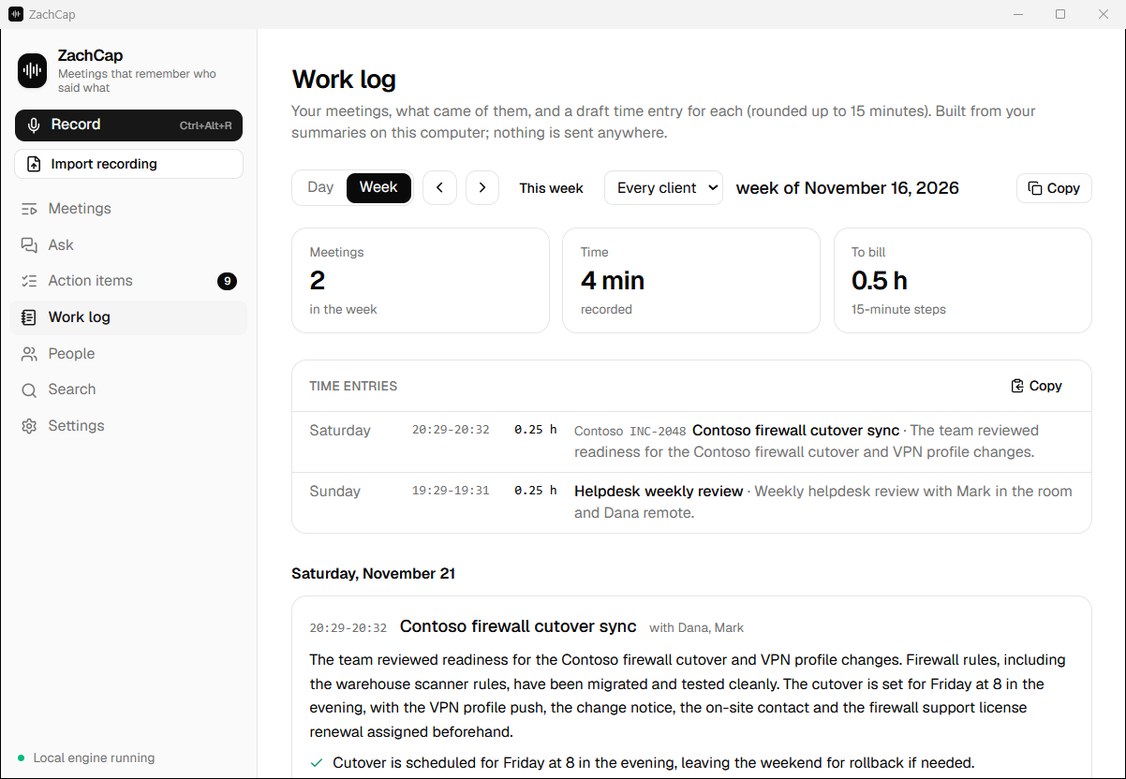 ZachCap
ZachCap
Meetings that remember who
said what
Record Ctrl+Alt+R
Import recording
Meetings
Ask
Action items 9
Work log
People
Search
Settings
Local engine running
Work log
Your meetings, what came of them, and a draft time entry for each (rounded up to 15 minutes). Built from your
summaries on this computer; nothing is sent anywhere.
Day Week This week Every client week of November 16, 2026 Copy
Meetings
2
in the week
Time
4 min
recorded
To bill
0.5 h
15-minute steps
TIME ENTRIES Copy
Saturday 20:29-20:32 0.25 h Contoso INC-2048 Contoso firewall cutover sync · The team reviewed
readiness for the Contoso firewall cutover and VPN profile changes.
Sunday 19:29-19:31 0.25 h Helpdesk weekly review · Weekly helpdesk review with Mark in the room
and Dana remote.
Saturday, November 21
20:29-20:32 Contoso firewall cutover sync with Dana, Mark
The team reviewed readiness for the Contoso firewall cutover and VPN profile changes. Firewall rules, including
the warehouse scanner rules, have been migrated and tested cleanly. The cutover is set for Friday at 8 in the
evening, with the VPN profile push, the change notice, the on-site contact and the firewall support license
renewal assigned beforehand.
Cutover is scheduled for Friday at 8 in the evening, leaving the weekend for rollback if needed.